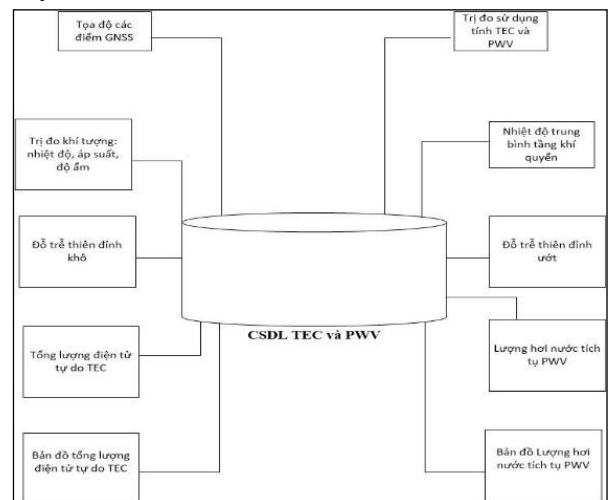 Tọa độ các
điểm GNSS
Trị đo sử dụng
tính TEC và
PWV
Trị đo khí tượng:
nhiệt độ, áp suất,
độ ẩm
Nhiệt độ trung
bình tầng khí
quyển
Đỗ trễ thiên đỉnh
khô
Đỗ trễ thiên đỉnh
ướt
CSDL TEC và PWV
Tổng lượng điện tử
tự do TEC
Lượng hơi nước tích
tụ PWV
Bản đồ tổng lượng
điện tử tự do TEC
Bản đồ Lượng hơi
nước tích tụ PWV